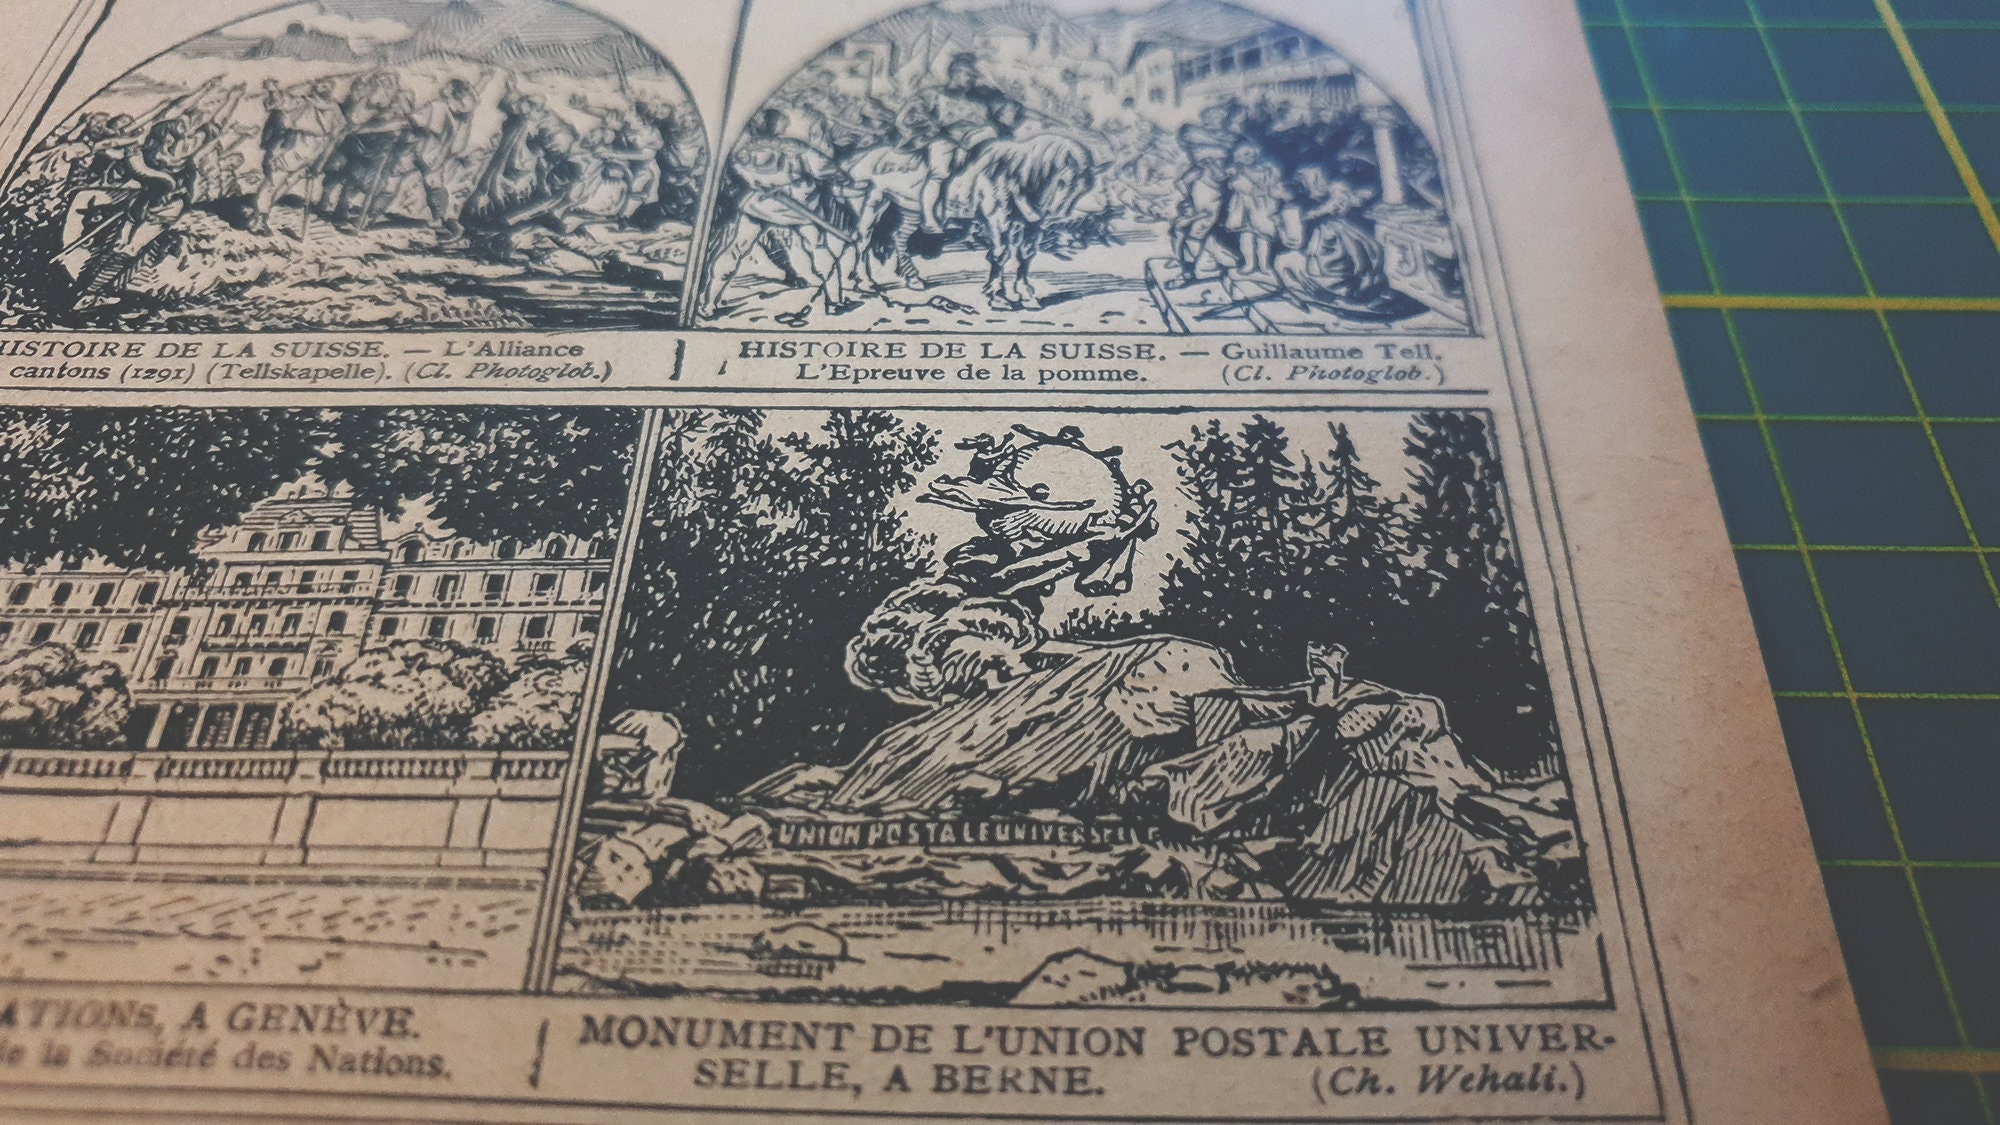 HISTOIRE DE LA SUISSE. — L'Alliance
cantons (1291) (Tellskapelle). (Cl. Photoglob.)
HISTOIRE DE LA SUISSE. — Guillaume Tell.
L'Epreuve de la pomme. (Cl. Photoglob.)
UNION POSTALE UNIVERSELLE
ATIONS, A GENÈVE.
de la Société des Nations.
MONUMENT DE L'UNION POSTALE UNIVER-
SELLE, A BERNE. (Ch. Wehali.)